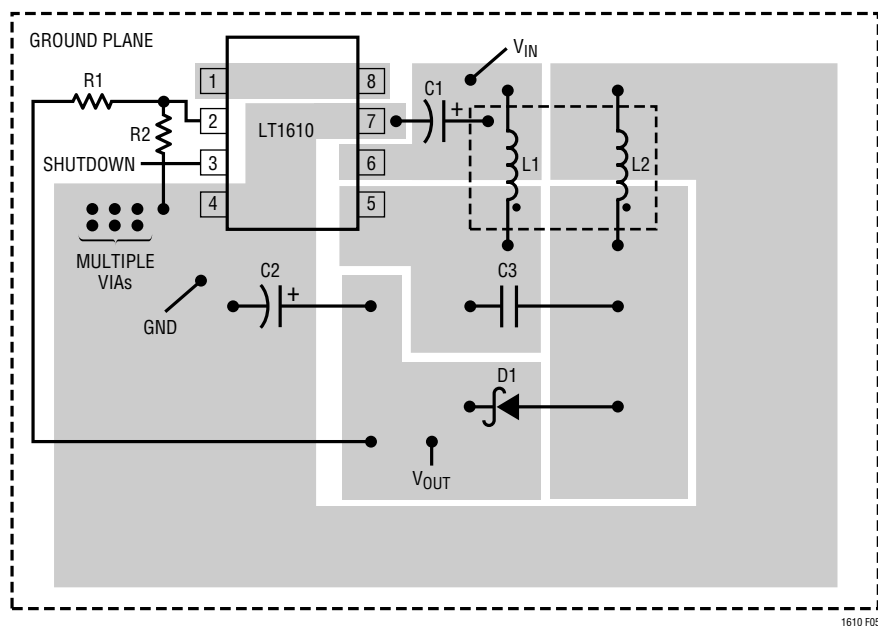 GROUND PLANE
VIN
R1
1
8
C1
+
2
LT1610
7
R2
SHUTDOWN
3
6
L1
L2
4
5
MULTIPLE
VIAs
C2
+
C3
GND
D1
VOUT
1610 F05